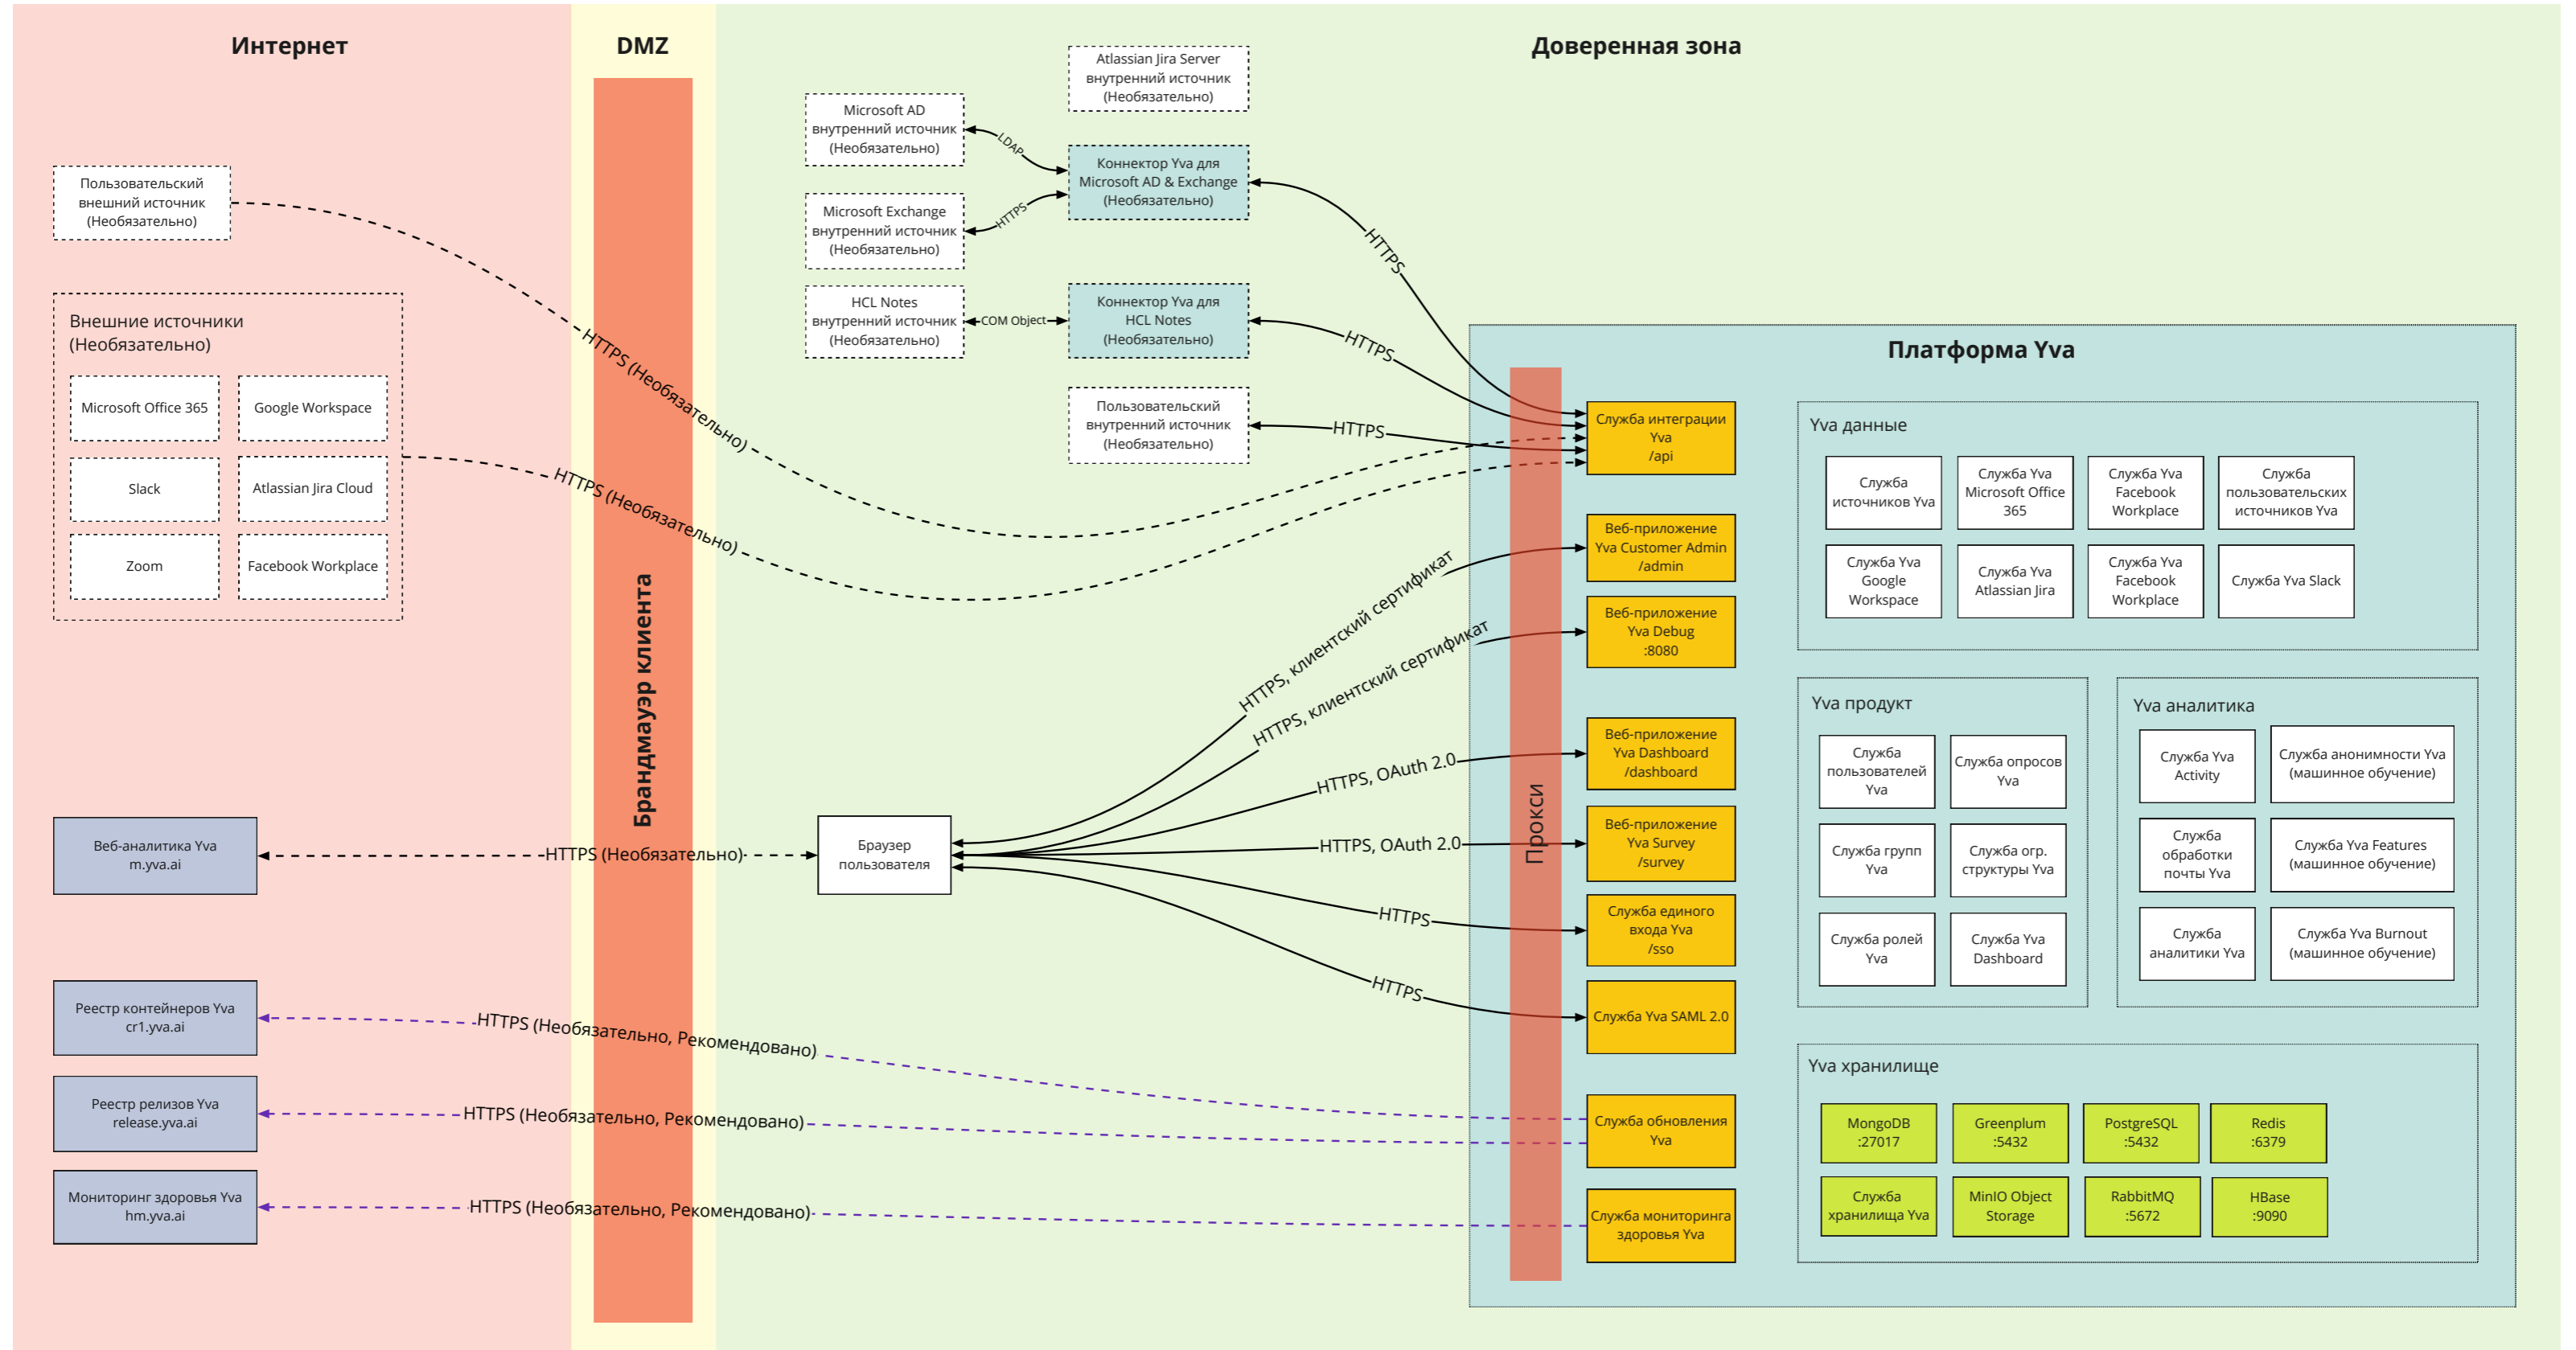 Интернет
DMZ
Доверенная зона
Atlassian Jira Server
внутренний источник
(Необязательно)
Microsoft AD
внутренний источник
(Необязательно)
LDAP
Коннектор Yva для
Microsoft AD & Exchange
(Необязательно)
Microsoft Exchange
внутренний источник
(Необязательно)
HTTPS
HTTPS
Пользовательский
внешний источник
(Необязательно)
HTTPS (Необязательно)
HCL Notes
внутренний источник
(Необязательно)
COM Object
Коннектор Yva для
HCL Notes
(Необязательно)
HTTPS
Пользовательский
внутренний источник
(Необязательно)
HTTPS
Внешние источники
(Необязательно)
Microsoft Office 365
Google Workspace
Slack
Atlassian Jira Cloud
Zoom
Facebook Workplace
HTTPS (Необязательно)
Брандмауэр клиента
Веб-аналитика Yva
m.yva.ai
HTTPS (Необязательно)
Браузер
пользователя
HTTPS, клиентский сертификат
HTTPS, клиентский сертификат
HTTPS, OAuth 2.0
HTTPS, OAuth 2.0
HTTPS
HTTPS
Реестр контейнеров Yva
cr1.yva.ai
HTTPS (Необязательно, Рекомендовано)
Реестр релизов Yva
release.yva.ai
HTTPS (Необязательно, Рекомендовано)
Мониторинг здоровья Yva
hm.yva.ai
HTTPS (Необязательно, Рекомендовано)
Платформа Yva
Прокси
Служба интеграции
Yva
/api
Веб-приложение
Yva Customer Admin
/admin
Веб-приложение
Yva Debug
:8080
Веб-приложение
Yva Dashboard
/dashboard
Веб-приложение
Yva Survey
/survey
Служба единого
входа Yva
/sso
Служба Yva SAML 2.0
Служба обновления
Yva
Служба мониторинга
здоровья Yva
Yva данные
Служба
источников Yva
Служба Yva
Microsoft Office
365
Служба Yva
Facebook
Workplace
Служба
пользовательских
источников Yva
Служба Yva
Google
Workspace
Служба Yva
Atlassian Jira
Служба Yva
Facebook
Workplace
Служба Yva Slack
Yva продукт
Служба
пользователей
Yva
Служба опросов
Yva
Служба групп
Yva
Служба огр.
структуры Yva
Служба ролей
Yva
Служба Yva
Dashboard
Yva аналитика
Служба Yva
Activity
Служба анонимности Yva
(машинное обучение)
Служба
обработки
почты Yva
Служба Yva Features
(машинное обучение)
Служба
аналитики Yva
Служба Yva Burnout
(машинное обучение)
Yva хранилище
MongoDB
:27017
Greenplum
:5432
PostgreSQL
:5432
Redis
:6379
Служба
хранилища Yva
MinIO Object
Storage
RabbitMQ
:5672
HBase
:9090